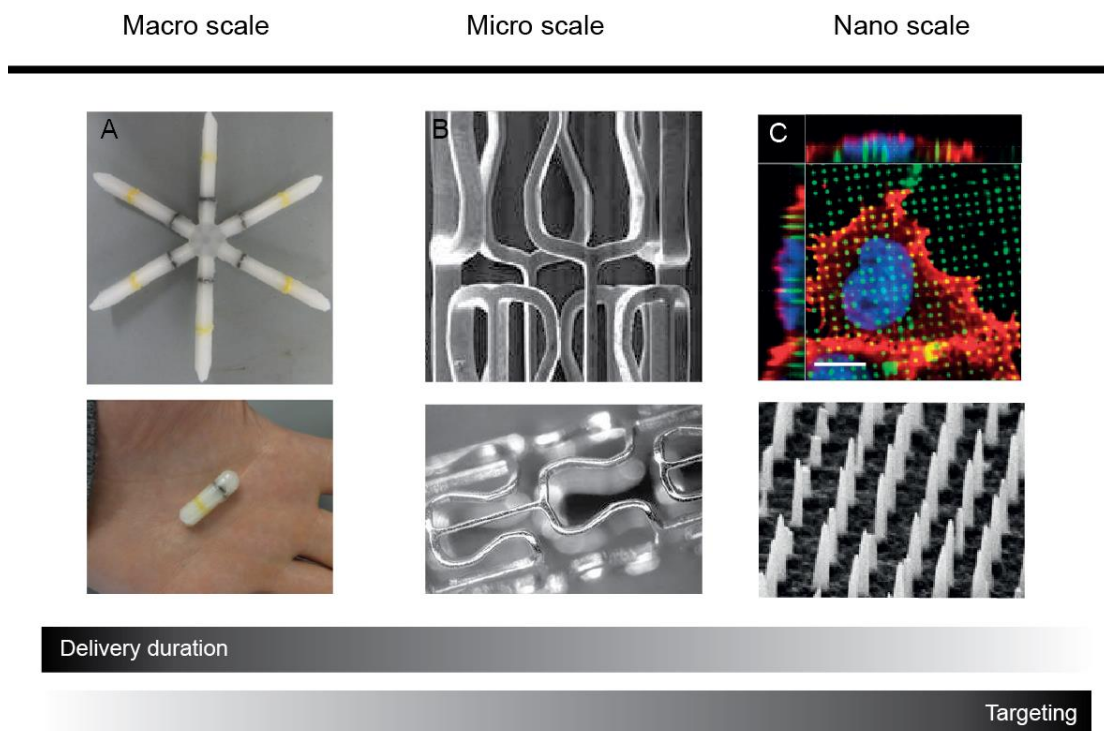 Macro scale
Micro scale
Nano scale
A
B
C
Delivery duration
Targeting